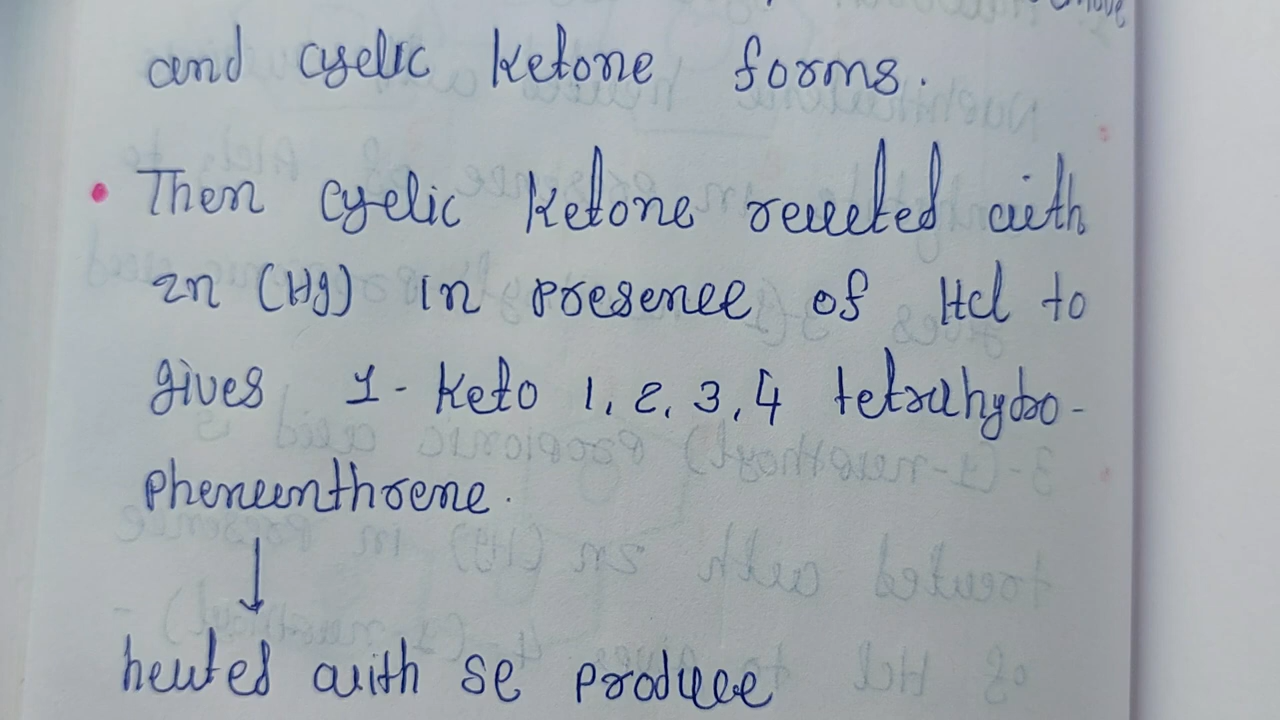 and cyclic ketone forms.
• Then cyclic ketone reacted with
Zn (Hg) in presence of Hcl to
gives 1 - keto 1, 2, 3, 4 tetrahydro-
phenanthrene.
↓
heated with se produce